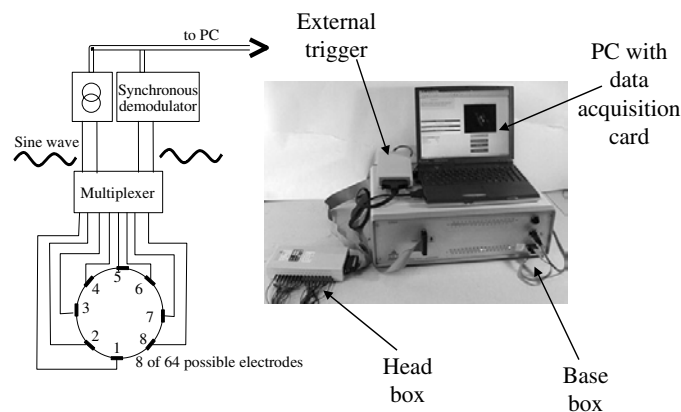 to PC
Synchronous
demodulator
Sine wave
Multiplexer
5
4
6
3
7
2
8
1
8 of 64 possible electrodes
External
trigger
PC with
data
acquisition
card
Head
box
Base
box